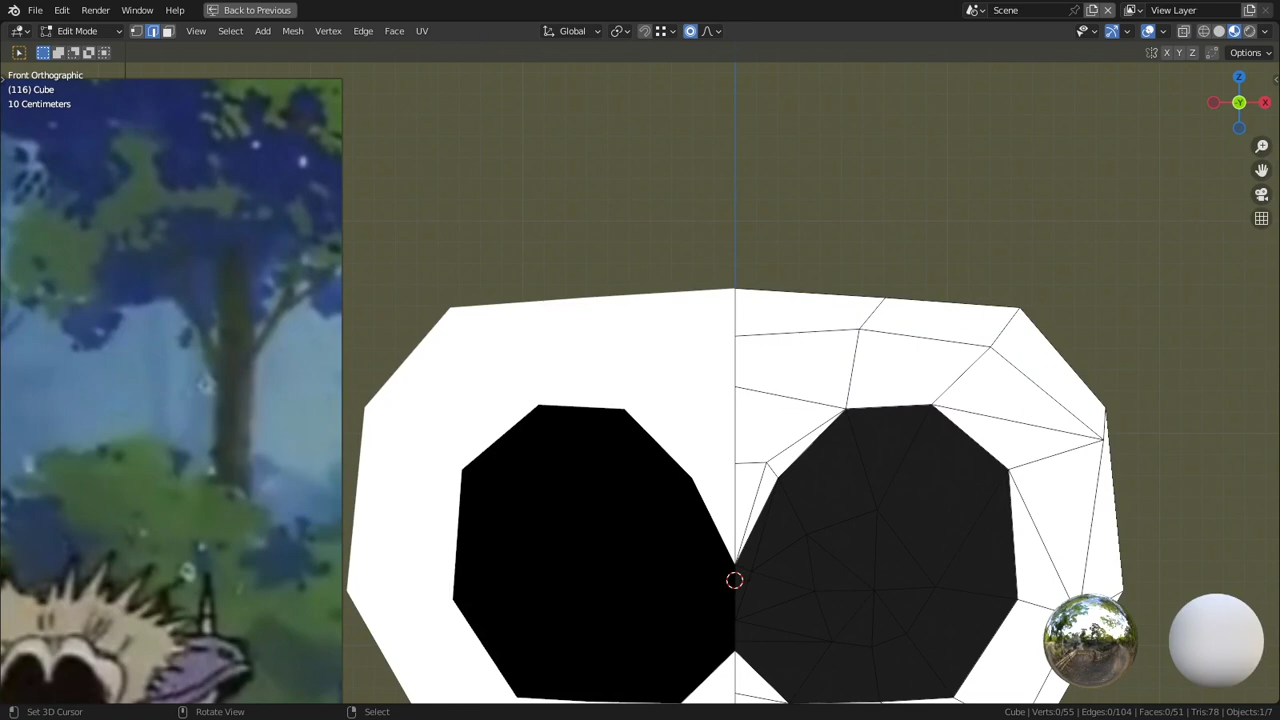 File Edit Render Window Help Back to Previous Scene View Layer
Edit Mode View Select Add Mesh Vertex Edge Face UV Global
X Y Z Options
Front Orthographic
(116) Cube
10 Centimeters
Z
-Y X
Set 3D Cursor Rotate View Select Cube | Verts:0/55 | Edges:0/104 | Faces:0/51 | Tris:78 | Objects:1/7